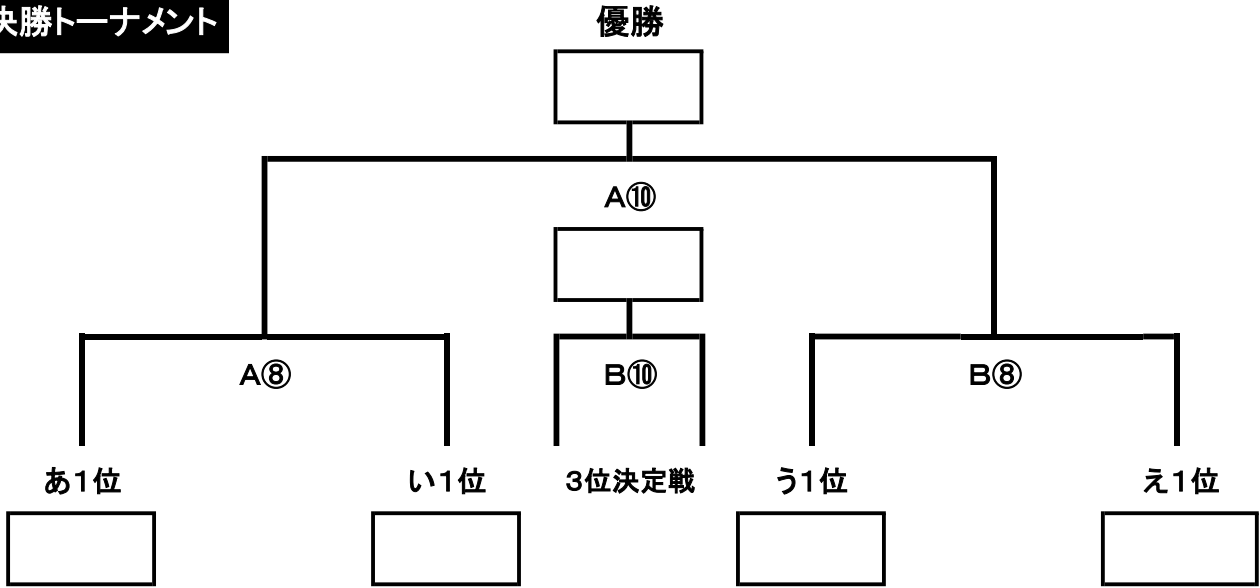 決勝トーナメント
優勝
A⑩
A⑧
B⑩
B⑧
あ1位
い1位
3位決定戦
う1位
え1位